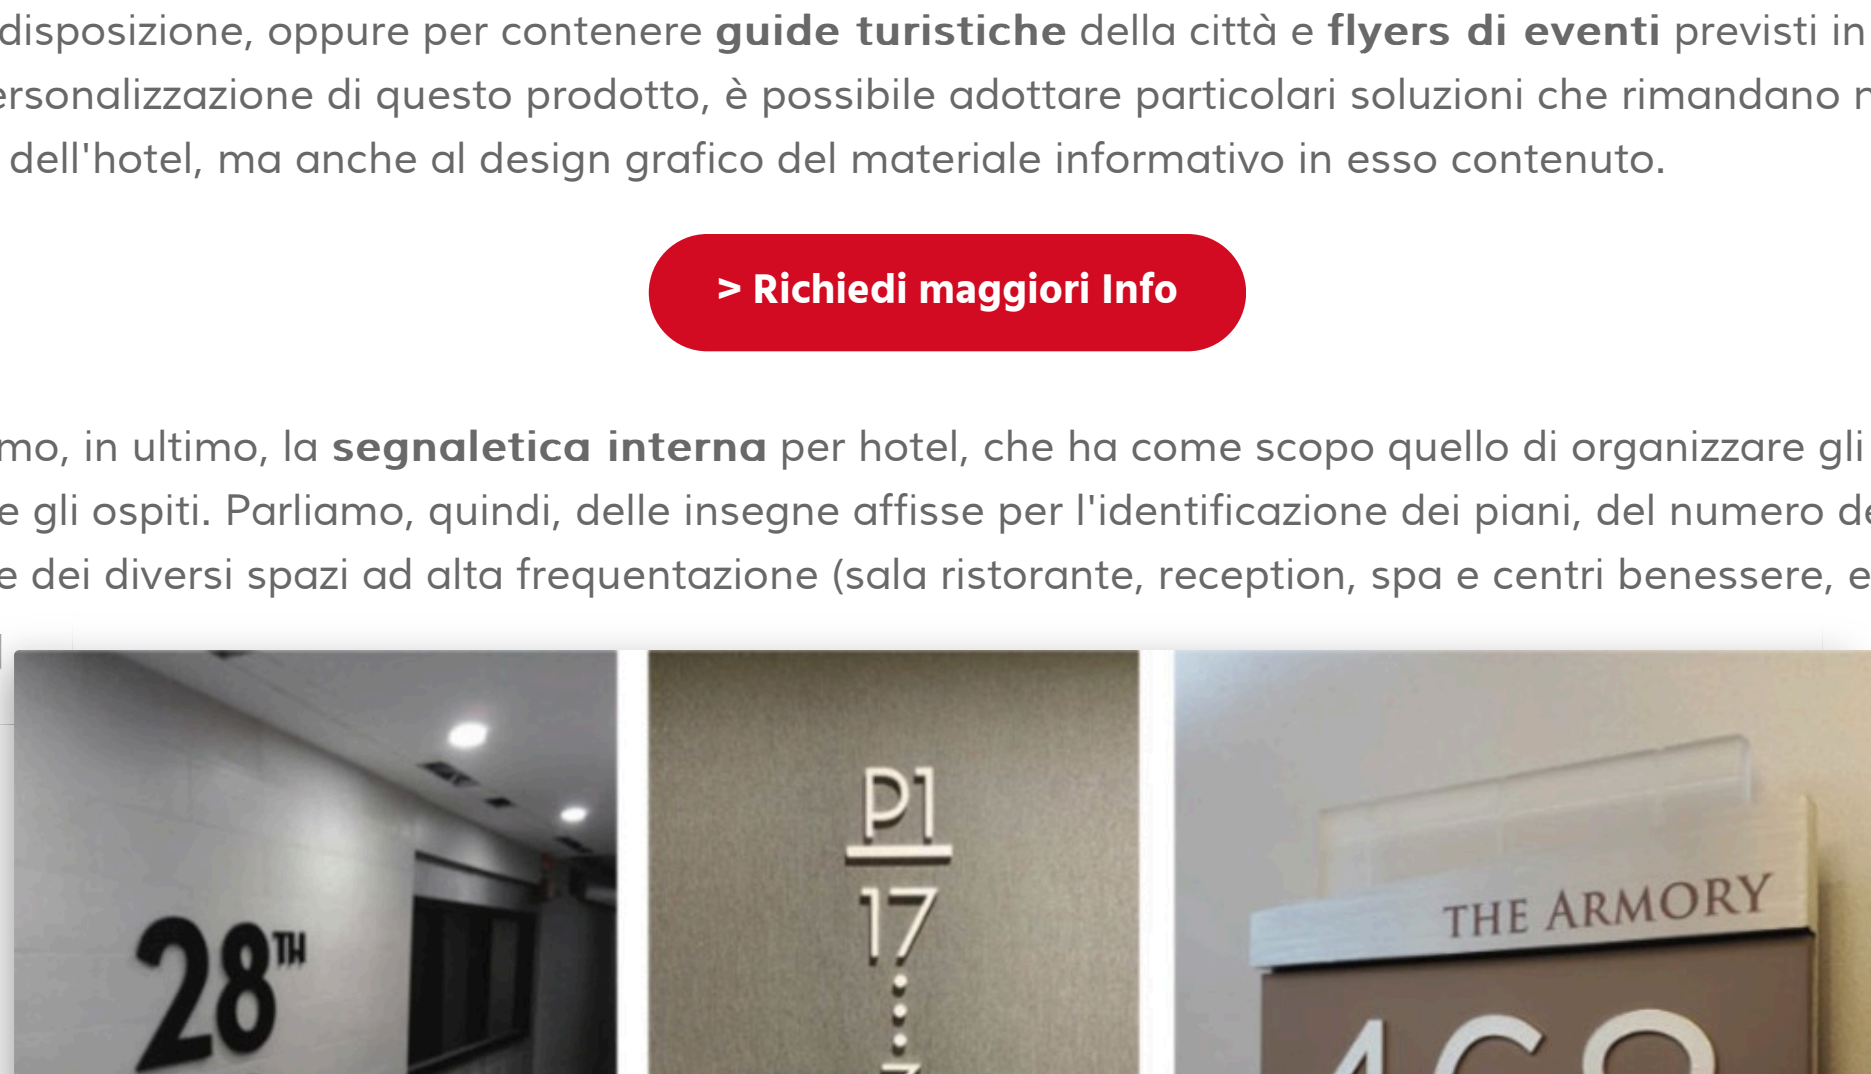 disposizione, oppure per contenere guide turistiche della città e flyers di eventi previsti in
ersonalizzazione di questo prodotto, è possibile adottare particolari soluzioni che rimandano
dell'hotel, ma anche al design grafico del materiale informativo in esso contenuto.
> Richiedi maggiori Info
mo, in ultimo, la segnaletica interna per hotel, che ha come scopo quello di organizzare gli
e gli ospiti. Parliamo, quindi, delle insegne affisse per l'identificazione dei piani, del numero de
e dei diversi spazi ad alta frequentazione (sala ristorante, reception, spa e centri benessere, e
28TH
P1
17
THE ARMORY